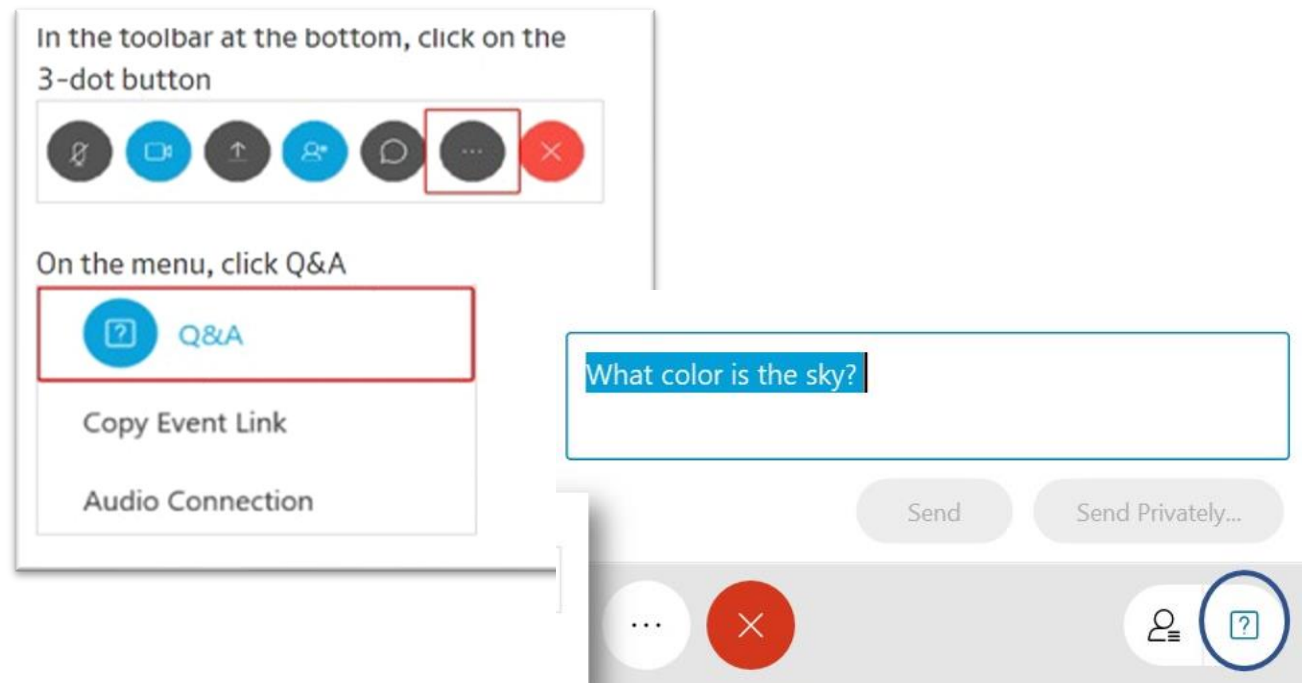 In the toolbar at the bottom, click on the
3-dot button
On the menu, click Q&A
Q&A
Copy Event Link
Audio Connection
What color is the sky?
Send
Send Privately...